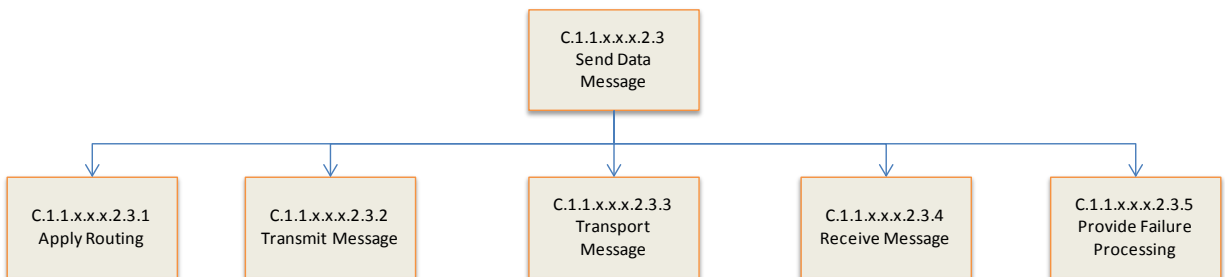 C.1.1.x.x.x.2.3
Send Data
Message
C.1.1.x.x.x.2.3.1
Apply Routing
C.1.1.x.x.x.2.3.2
Transmit Message
C.1.1.x.x.x.2.3.3
Transport
Message
C.1.1.x.x.x.2.3.4
Receive Message
C.1.1.x.x.x.2.3.5
Provide Failure
Processing